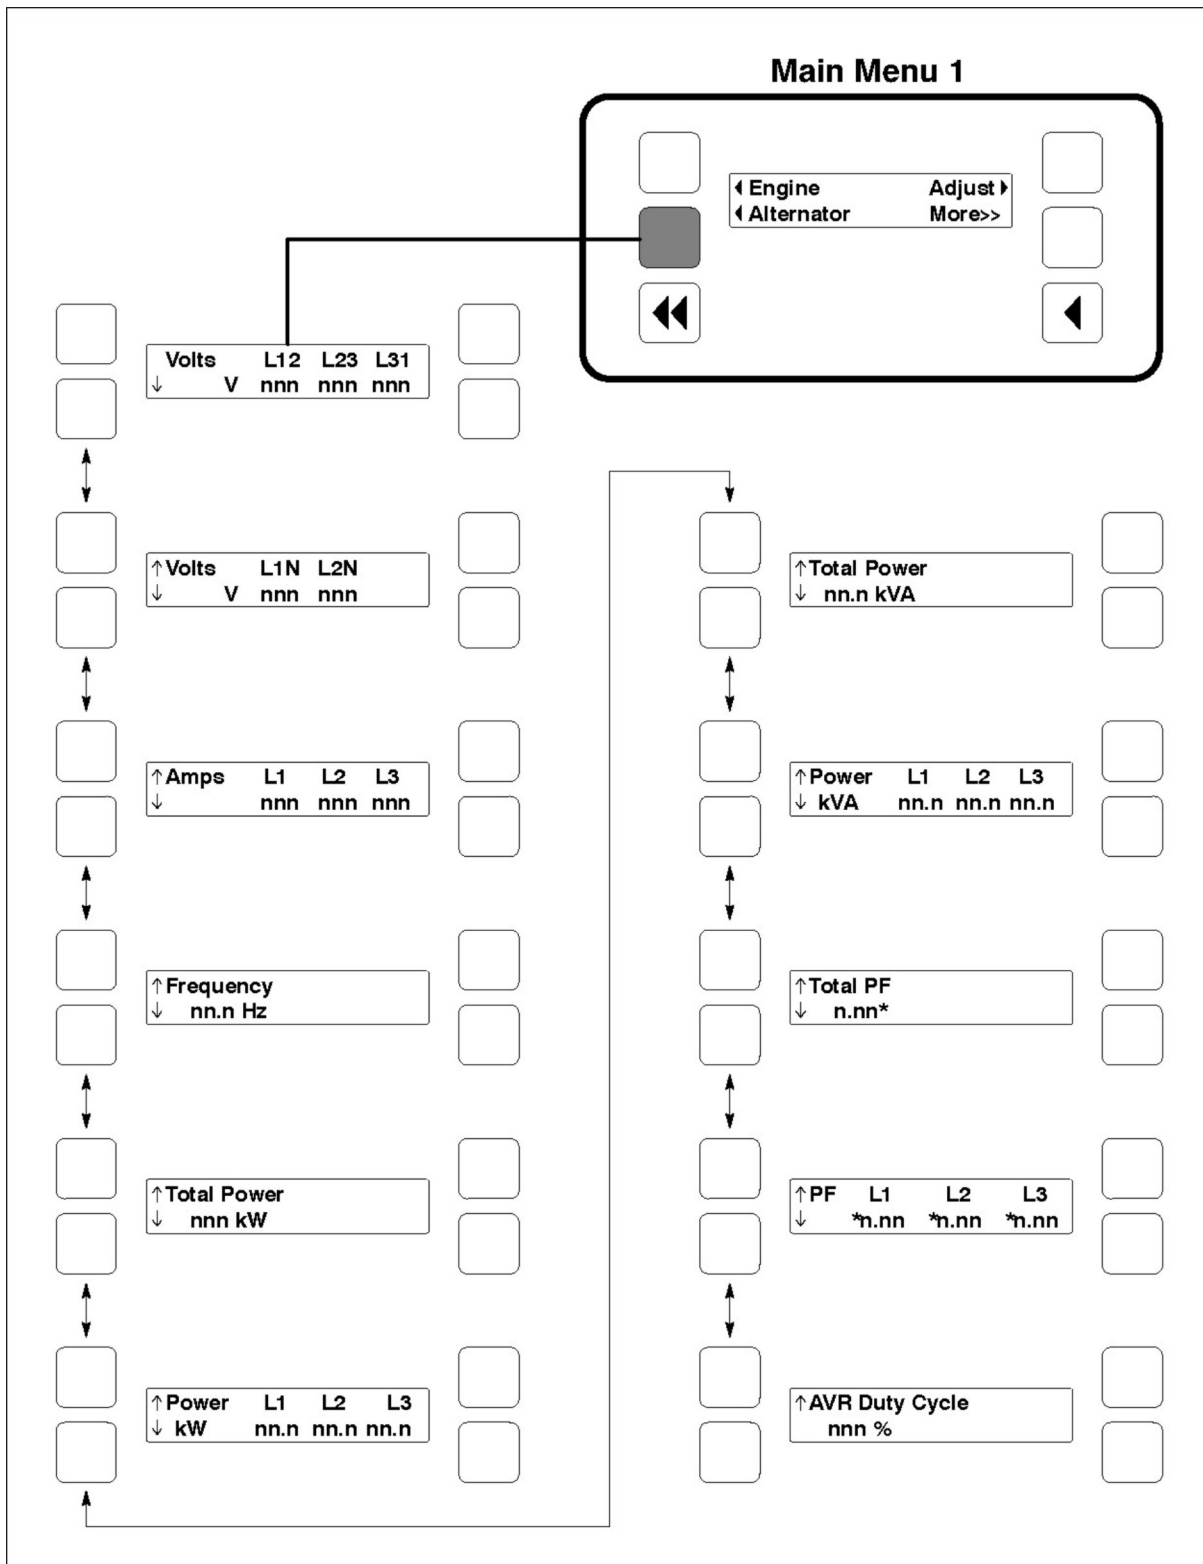 Main Menu 1
◀ Engine Adjust ▶
◀ Alternator More>>
Volts L12 L23 L31
↓ V nnn nnn nnn
↑ Volts L1N L2N
↓ V nnn nnn
↑ Amps L1 L2 L3
↓ nnn nnn nnn
↑ Frequency
↓ nn.n Hz
↑ Total Power
↓ nnn kW
↑ Power L1 L2 L3
↓ kW nn.n nn.n nn.n
↑ Total Power
↓ nn.n kVA
↑ Power L1 L2 L3
↓ kVA nn.n nn.n nn.n
↑ Total PF
↓ n.nn*
↑ PF L1 L2 L3
↓ *n.nn *n.nn *n.nn
↑ AVR Duty Cycle
nnn %